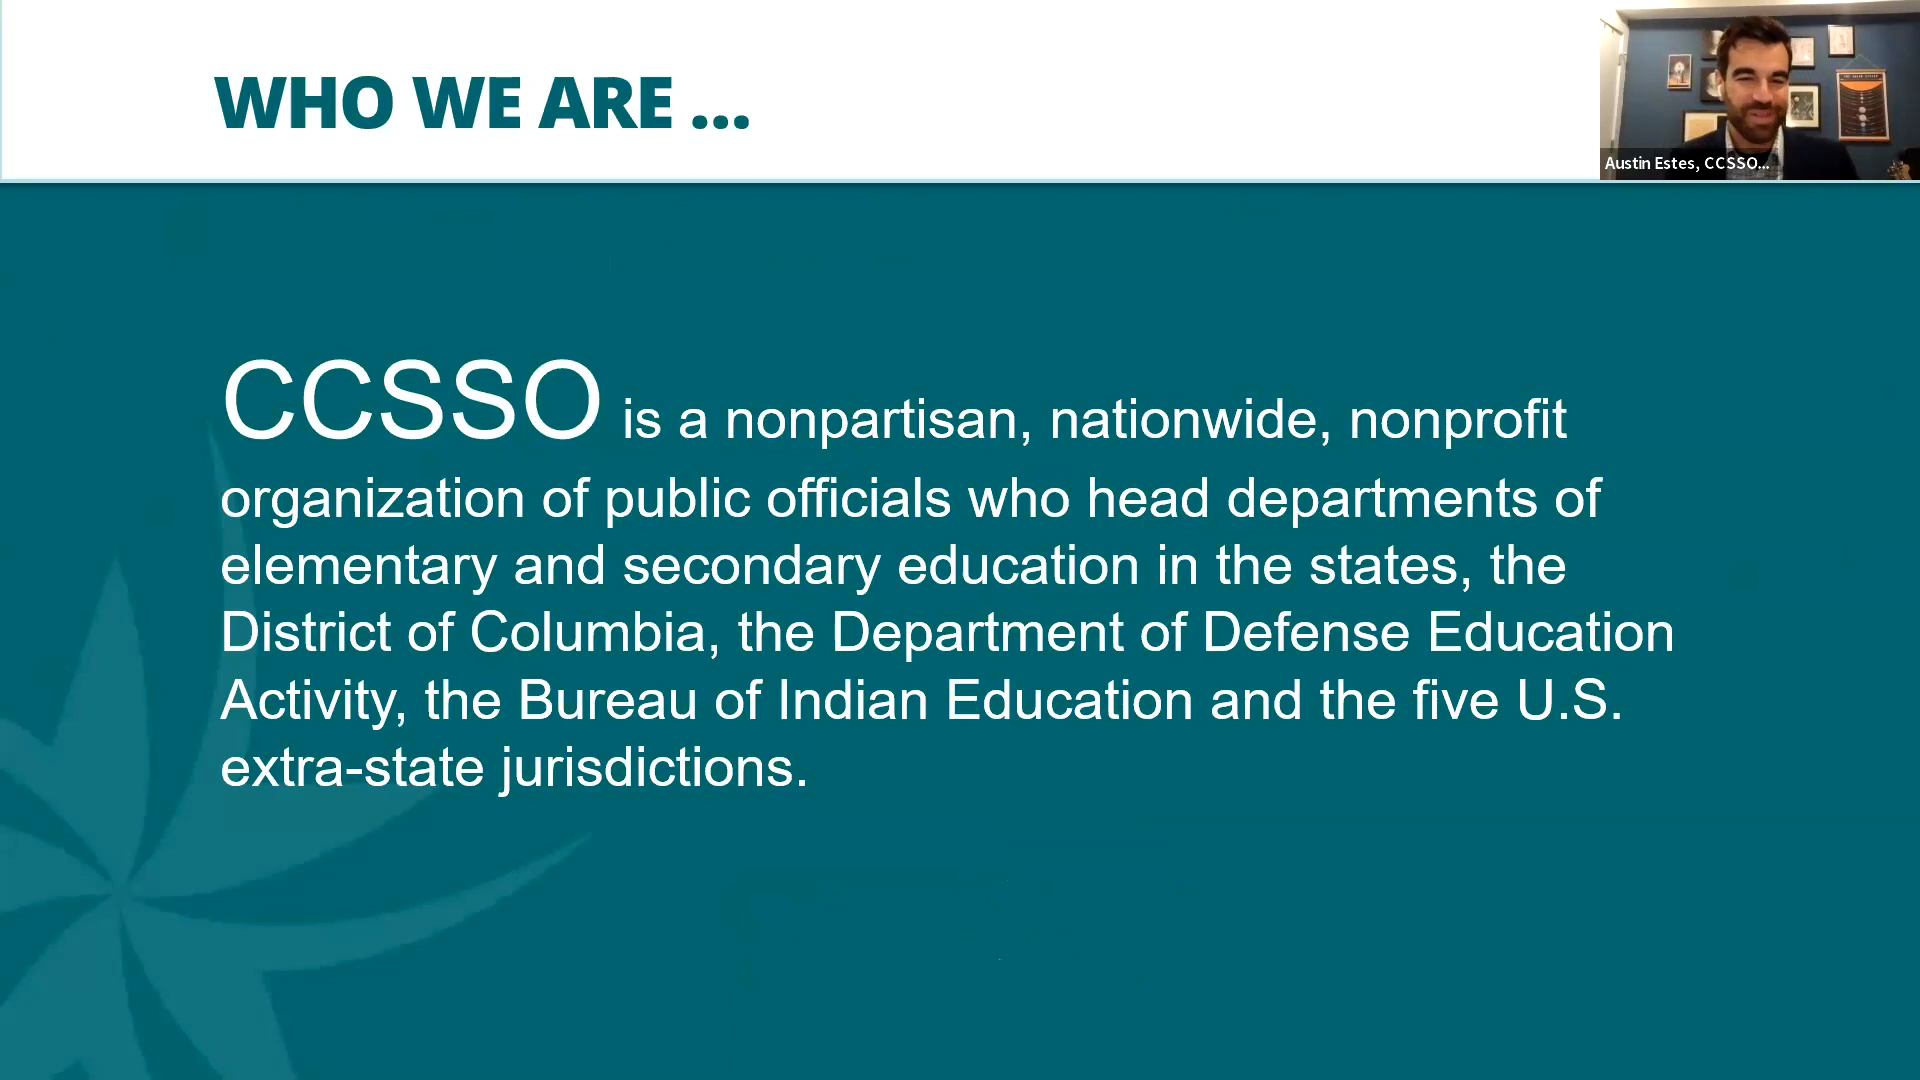 WHO WE ARE ...
Austin Estes, CCSSO...
CCSSO is a nonpartisan, nationwide, nonprofit
organization of public officials who head departments of
elementary and secondary education in the states, the
District of Columbia, the Department of Defense Education
Activity, the Bureau of Indian Education and the five U.S.
extra-state jurisdictions.